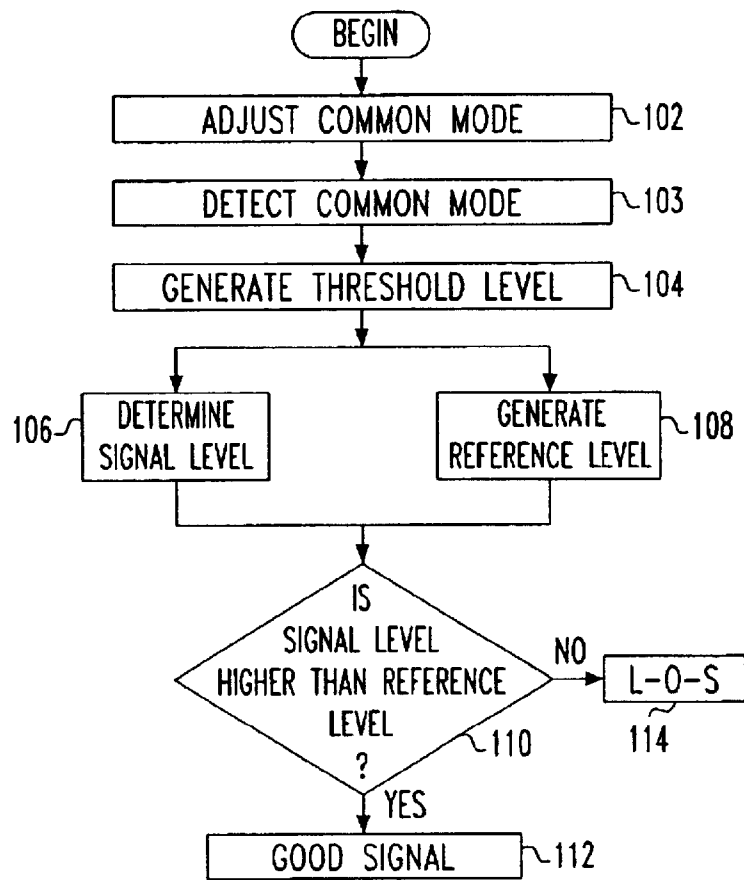 BEGIN
ADJUST COMMON MODE
102
DETECT COMMON MODE
103
GENERATE THRESHOLD LEVEL
104
106
DETERMINE
SIGNAL LEVEL
GENERATE
REFERENCE LEVEL
108
IS
SIGNAL LEVEL
HIGHER THAN REFERENCE
LEVEL
?
110
NO
L-O-S
114
YES
GOOD SIGNAL
112